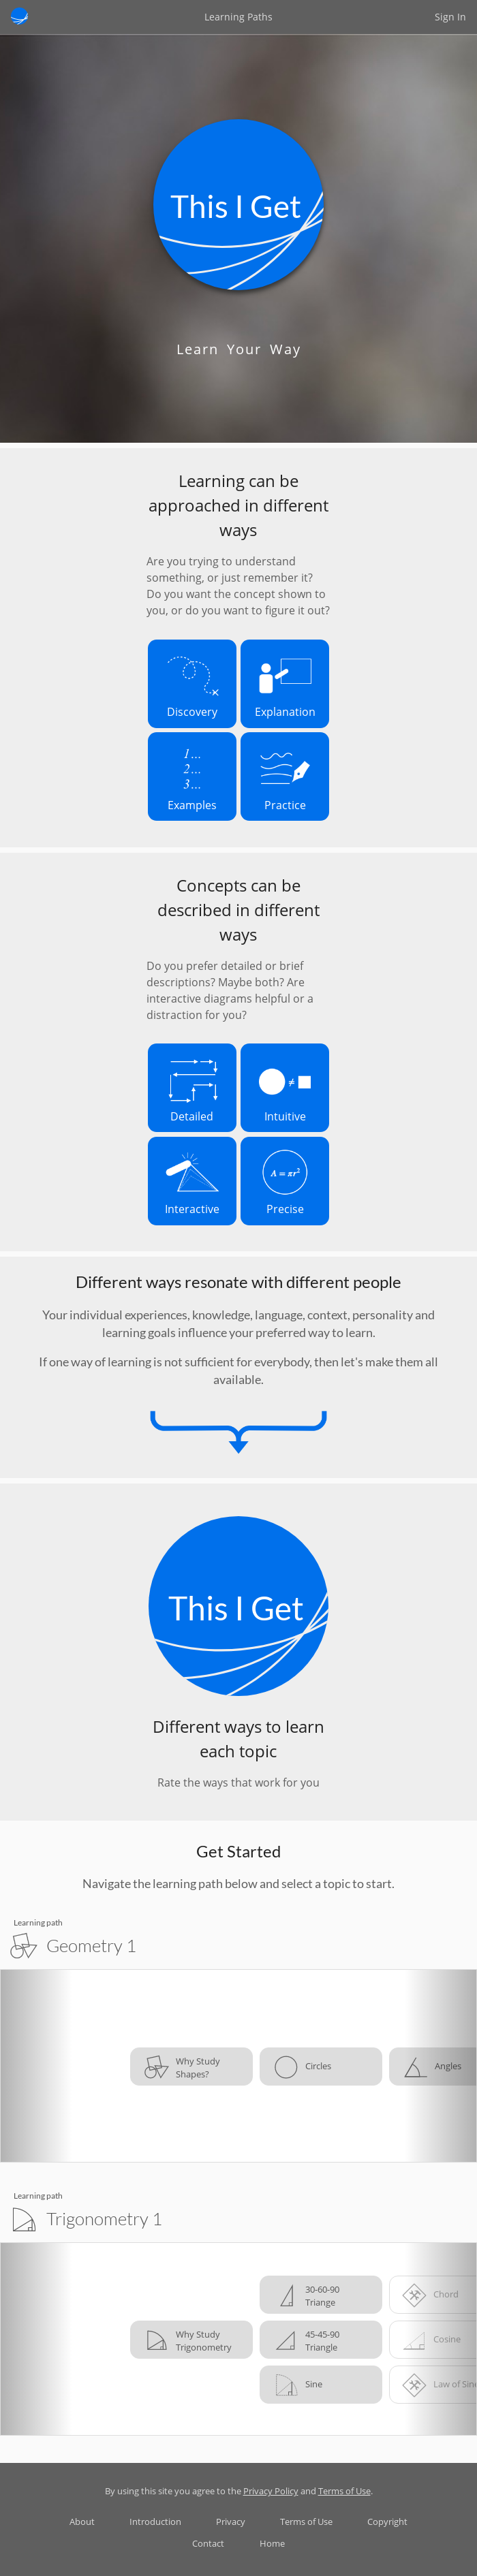 Learning Paths
Sign In
This I Get
Learn Your Way
Learning can be
approached in different
ways
Are you trying to understand
something, or just remember it?
Do you want the concept shown to
you, or do you want to figure it out?
Discovery
Explanation
1...
2...
3...
Examples
Practice
Concepts can be
described in different
ways
Do you prefer detailed or brief
descriptions? Maybe both? Are
interactive diagrams helpful or a
distraction for you?
Detailed
≠
Intuitive
Interactive
A = πr²
Precise
Different ways resonate with different people
Your individual experiences, knowledge, language, context, personality and
learning goals influence your preferred way to learn.
If one way of learning is not sufficient for everybody, then let's make them all
available.
This I Get
Different ways to learn
each topic
Rate the ways that work for you
Get Started
Navigate the learning path below and select a topic to start.
Learning path
Geometry 1
Why Study
Shapes?
Circles
Angles
Learning path
Trigonometry 1
30-60-90
Triange
Chord
Why Study
Trigonometry
45-45-90
Triangle
Cosine
Sine
Law of Sine
By using this site you agree to the Privacy Policy and Terms of Use.
About Introduction Privacy Terms of Use Copyright
Contact Home